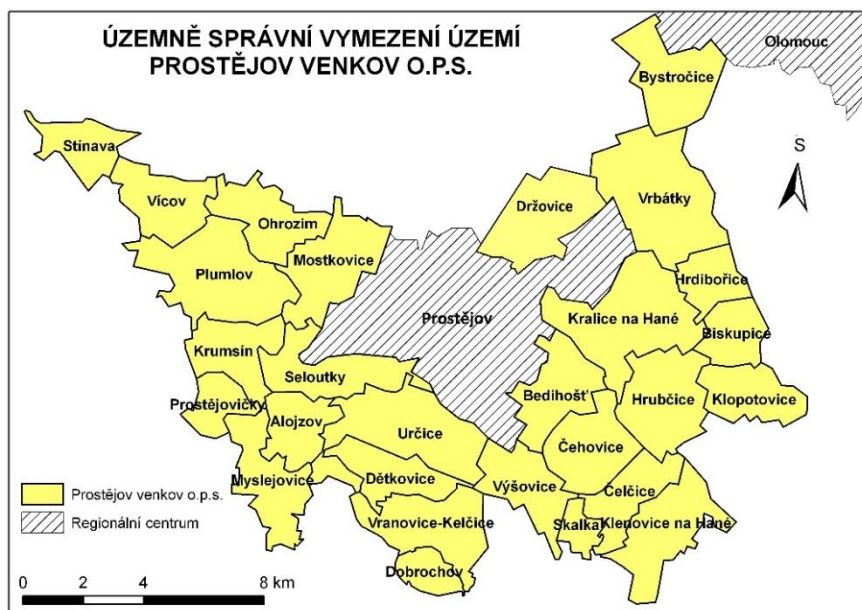 ÚZEMNĚ SPRÁVNÍ VYMEZENÍ ÚZEMÍ
PROSTĚJOV VENKOV O.P.S.
Olomouc
Bystročice
Stínava
S
Vícov
Držovice
Vrbátky
Ohrozim
Mostkovice
Plumlov
Hrdibořice
Prostějov
Kralice na Hané
Biskupice
Krumsín
Seloutky
Prostějovičky
Bedihošť
Hrubčice
Klopotovice
Alojzov
Určice
Čehovice
Myslejovice
Dětkovice
Výšovice
Čelčice
Prostějov venkov o.p.s.
Regionální centrum
Vranovice-Kelčice
Skalka
Klenovice na Hané
Dobrochov
0 2 4 8 km